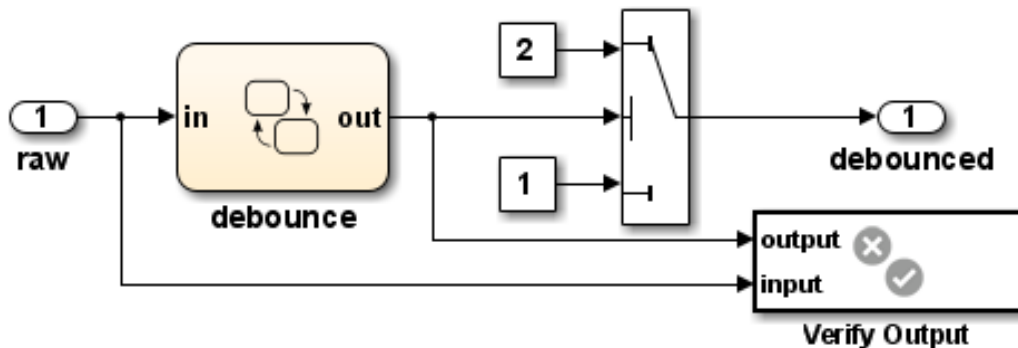 2
1
in
out
1
raw
debounced
1
debounce
output
input
Verify Output